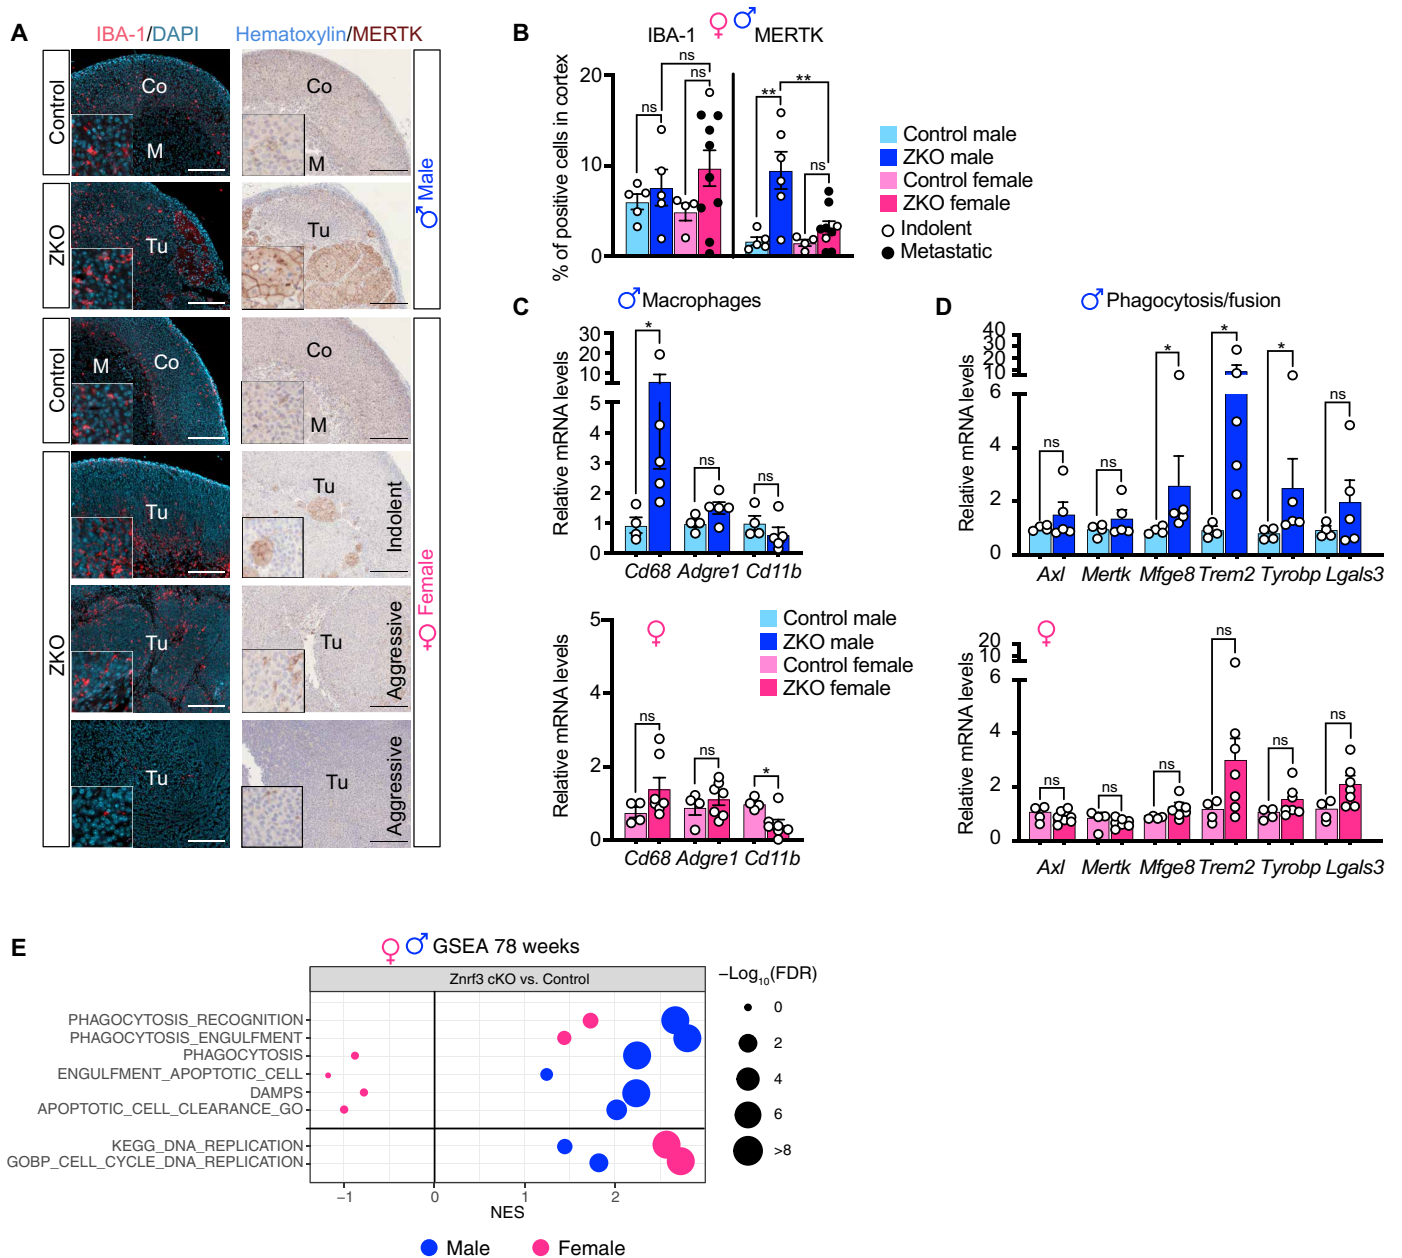 A
IBA-1/DAPI
Hematoxylin/MERTK
Control
Co
M
Co
M
ZKO
Tu
Tu
♂ Male
Control
M
Co
Co
M
ZKO
Tu
Tu
Indolent
Tu
Tu
Aggressive
Tu
Tu
Aggressive
♀ Female
B
♀ ♂
IBA-1
MERTK
% of positive cells in cortex
20
10
0
ns
ns
ns
**
**
ns
Control male
ZKO male
Control female
ZKO female
Indolent
Metastatic
C
♂ Macrophages
Relative mRNA levels
30
20
10
5
4
3
2
1
0
*
ns
ns
Cd68 Adgre1 Cd11b
♀
Relative mRNA levels
5
4
2
0
ns
ns
*
Cd68 Adgre1 Cd11b
Control male
ZKO male
Control female
ZKO female
D
♂ Phagocytosis/fusion
Relative mRNA levels
40
30
20
10
6
4
2
0
ns
ns
*
*
*
ns
Axl Mertk Mfge8 Trem2 Tyrobp Lgals3
♀
Relative mRNA levels
20
10
6
4
2
0
ns
ns
ns
ns
ns
ns
Axl Mertk Mfge8 Trem2 Tyrobp Lgals3
E
♀ ♂ GSEA 78 weeks
Znrf3 cKO vs. Control
PHAGOCYTOSIS_RECOGNITION
PHAGOCYTOSIS_ENGULFMENT
PHAGOCYTOSIS
ENGULFMENT_APOPTOTIC_CELL
DAMPS
APOPTOTIC_CELL_CLEARANCE_GO
KEGG_DNA_REPLICATION
GOBP_CELL_CYCLE_DNA_REPLICATION
−1
0
1
2
NES
−Log10(FDR)
0
2
4
6
>8
Male
Female